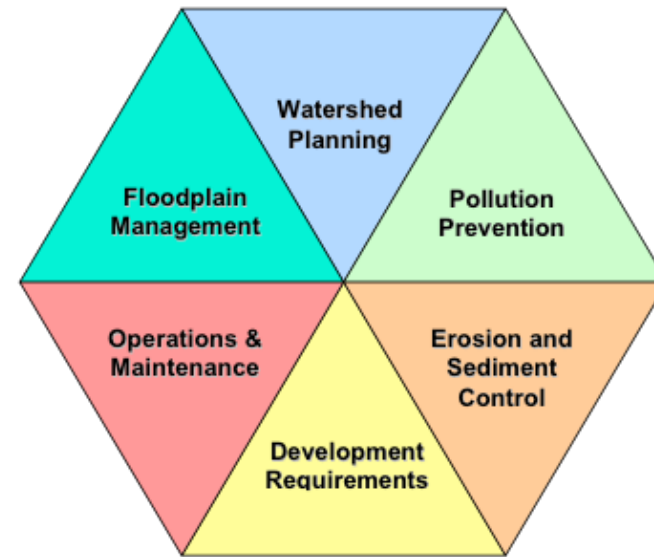 Watershed
Planning
Floodplain
Management
Pollution
Prevention
Operations &
Maintenance
Erosion and
Sediment
Control
Development
Requirements